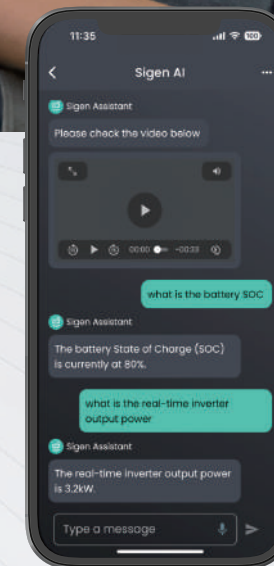 11:35
100
Sigen AI
Sigen Assistant
Please check the video below
00:00
-00:33
what is the battery SOC
Sigen Assistant
The battery State of Charge (SOC)
is currently at 80%.
what is the real-time inverter
output power
Sigen Assistant
The real-time inverter output power
is 3.2kW.
Type a message